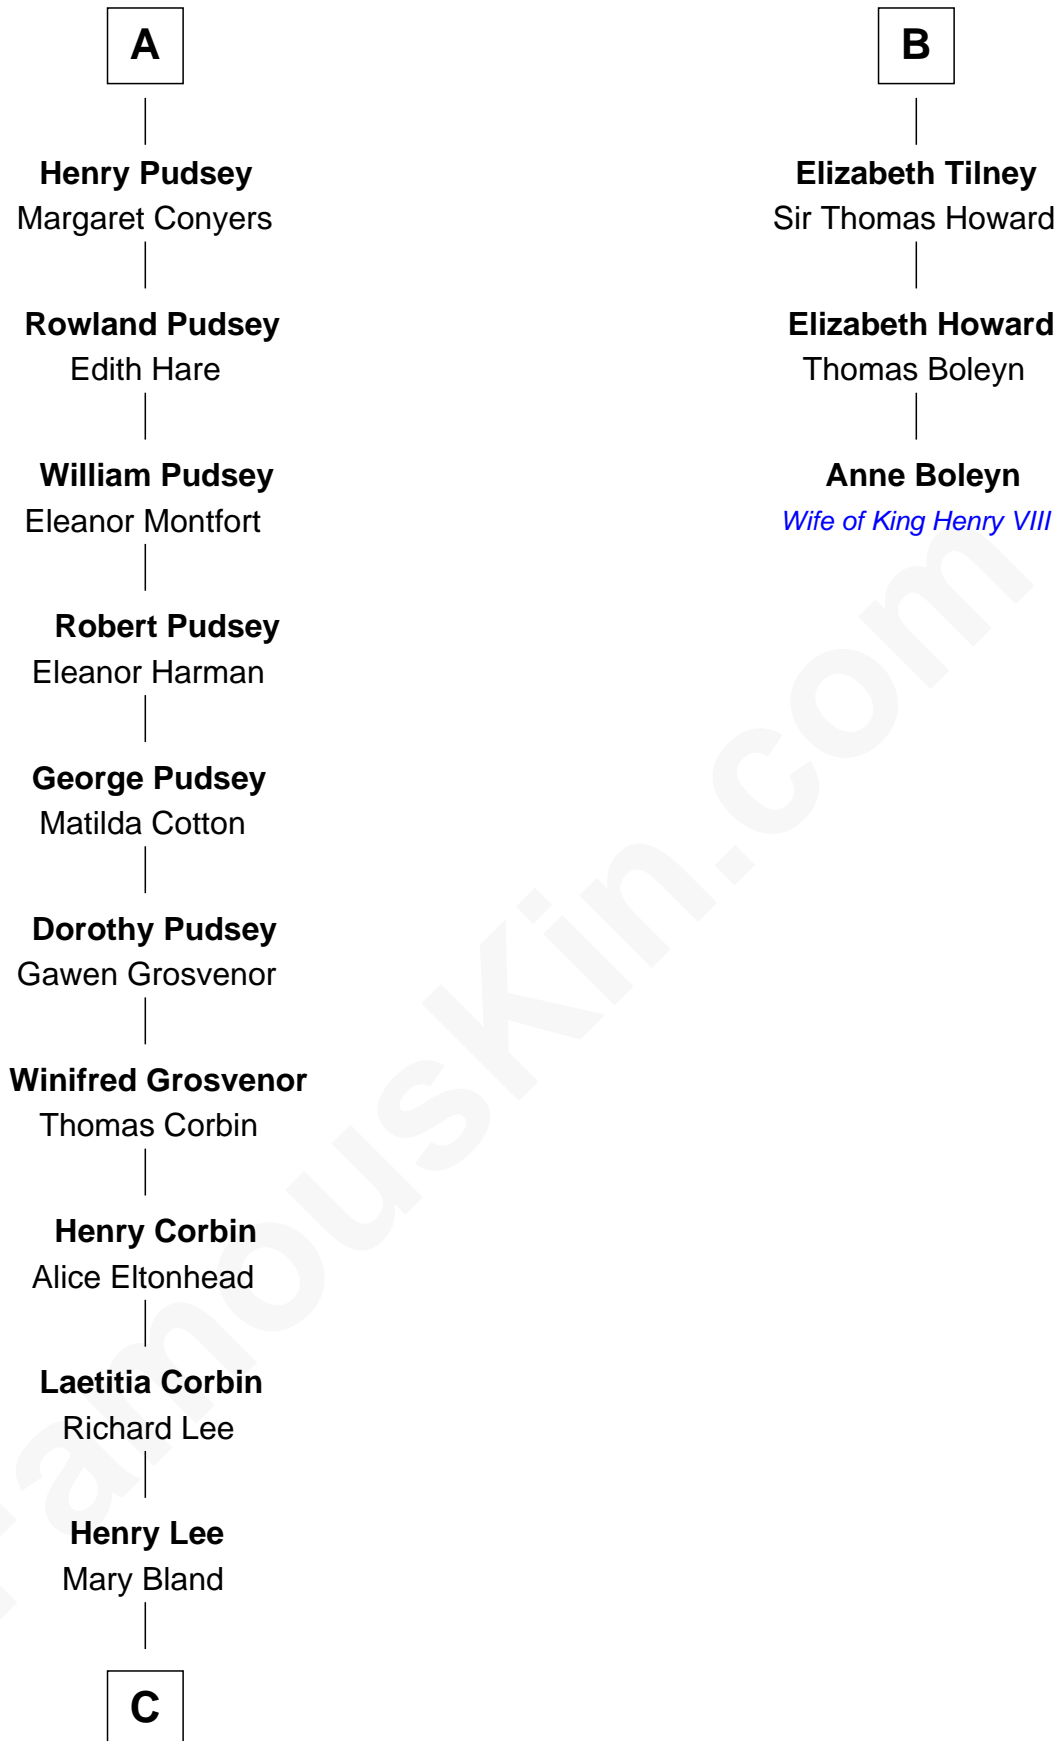 A
Henry Pudsey
Margaret Conyers
Rowland Pudsey
Edith Hare
William Pudsey
Eleanor Montfort
Robert Pudsey
Eleanor Harman
George Pudsey
Matilda Cotton
Dorothy Pudsey
Gawen Grosvenor
Winifred Grosvenor
Thomas Corbin
Henry Corbin
Alice Eltonhead
Laetitia Corbin
Richard Lee
Henry Lee
Mary Bland
C
B
Elizabeth Tilney
Sir Thomas Howard
Elizabeth Howard
Thomas Boleyn
Anne Boleyn
Wife of King Henry VIII
FamousKin.com